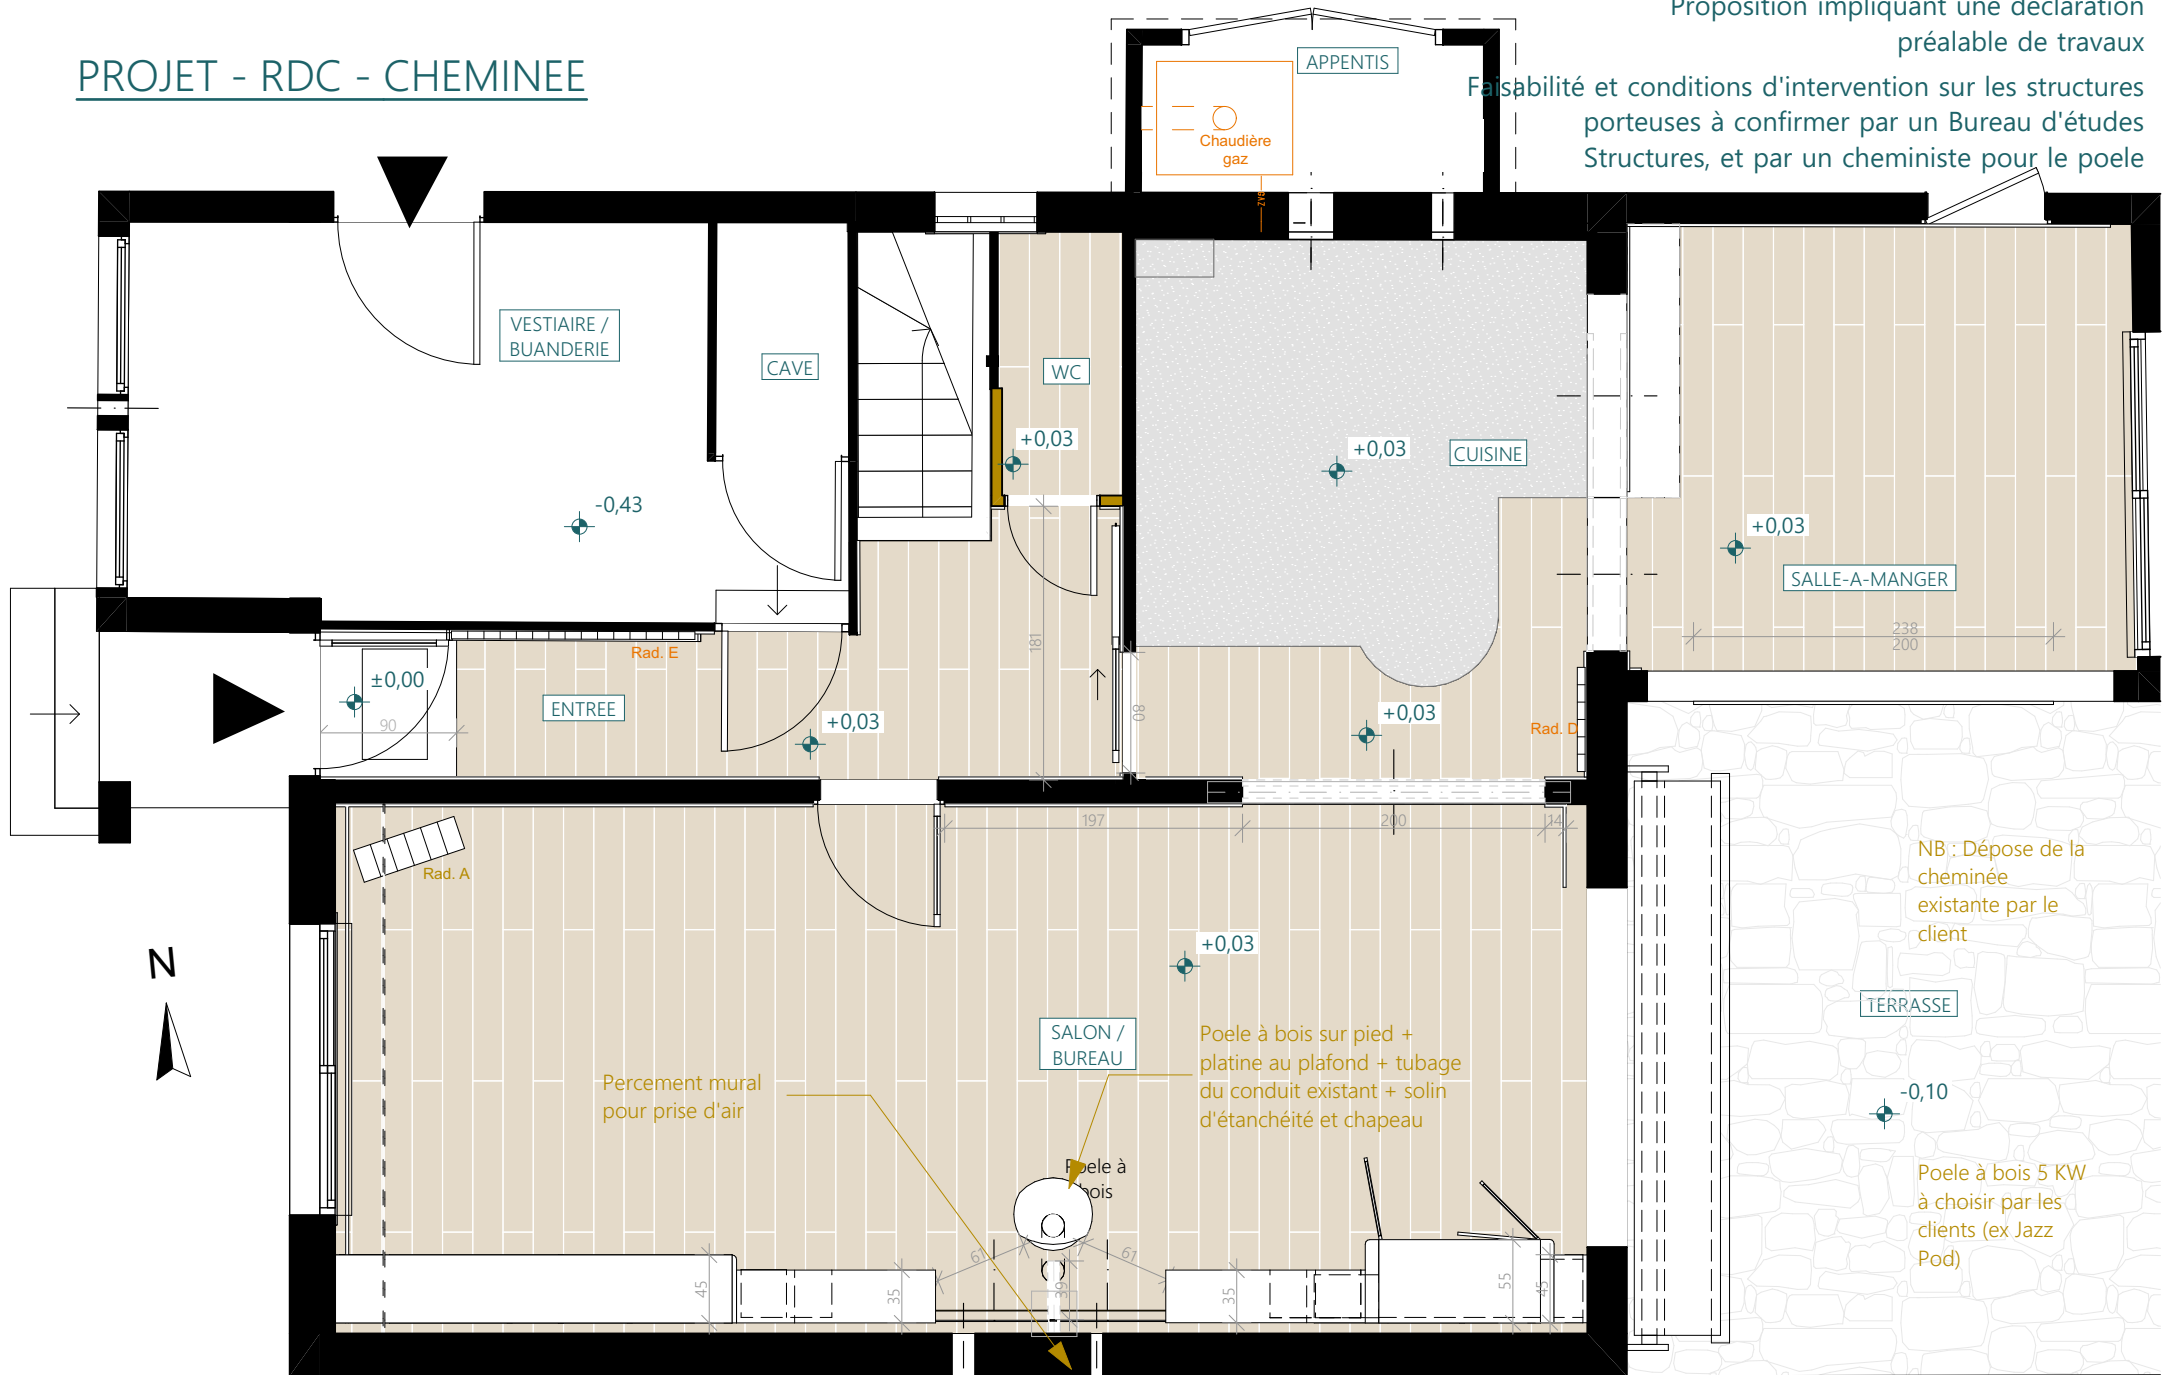 Proposition impliquant une déclaration
préalable de travaux
PROJET - RDC - CHEMINEE
Faisabilité et conditions d'intervention sur les structures
porteuses à confirmer par un Bureau d'études
Structures, et par un cheministe pour le poele
APPENTIS
Chaudière
gaz
GAZ
VESTIAIRE /
BUANDERIE
CAVE
WC
+0,03
+0,03
CUISINE
-0,43
+0,03
SALLE-A-MANGER
238
200
181
Rad. E
±0,00
90
ENTREE
+0,03
80
+0,03
Rad. D
197
200
14
Rad. A
NB : Dépose de la
cheminée
existante par le
client
N
+0,03
SALON /
BUREAU
Poele à bois sur pied +
platine au plafond + tubage
du conduit existant + solin
d'étanchéité et chapeau
TERRASSE
Percement mural
pour prise d'air
-0,10
Poele à
bois
Poele à bois 5 KW
à choisir par les
clients (ex Jazz
Pod)
61
61
45
35
39
35
55
45